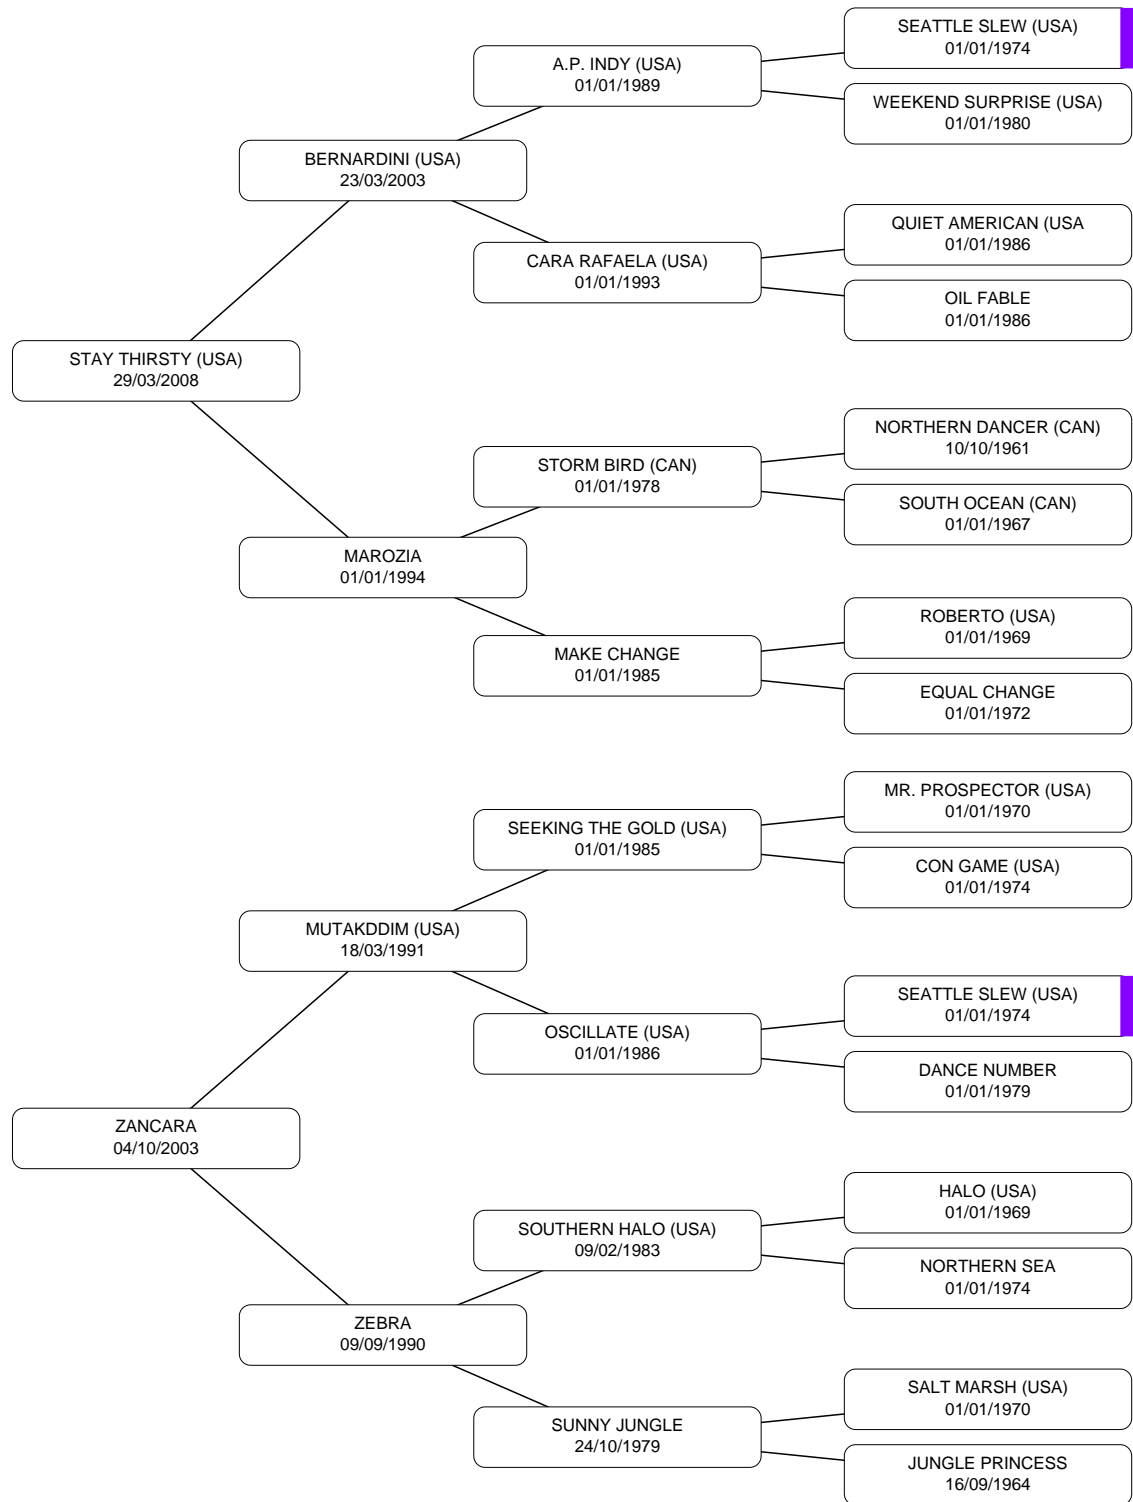 SEATTLE SLEW (USA)
01/01/1974
A.P. INDY (USA)
01/01/1989
WEEKEND SURPRISE (USA)
01/01/1980
BERNARDINI (USA)
23/03/2003
QUIET AMERICAN (USA
01/01/1986
CARA RAFAELA (USA)
01/01/1993
OIL FABLE
01/01/1986
STAY THIRSTY (USA)
29/03/2008
NORTHERN DANCER (CAN)
10/10/1961
STORM BIRD (CAN)
01/01/1978
SOUTH OCEAN (CAN)
01/01/1967
MAROZIA
01/01/1994
ROBERTO (USA)
01/01/1969
MAKE CHANGE
01/01/1985
EQUAL CHANGE
01/01/1972
MR. PROSPECTOR (USA)
01/01/1970
SEEKING THE GOLD (USA)
01/01/1985
CON GAME (USA)
01/01/1974
MUTAKDDIM (USA)
18/03/1991
SEATTLE SLEW (USA)
01/01/1974
OSCILLATE (USA)
01/01/1986
DANCE NUMBER
01/01/1979
ZANCARA
04/10/2003
HALO (USA)
01/01/1969
SOUTHERN HALO (USA)
09/02/1983
NORTHERN SEA
01/01/1974
ZEBRA
09/09/1990
SALT MARSH (USA)
01/01/1970
SUNNY JUNGLE
24/10/1979
JUNGLE PRINCESS
16/09/1964